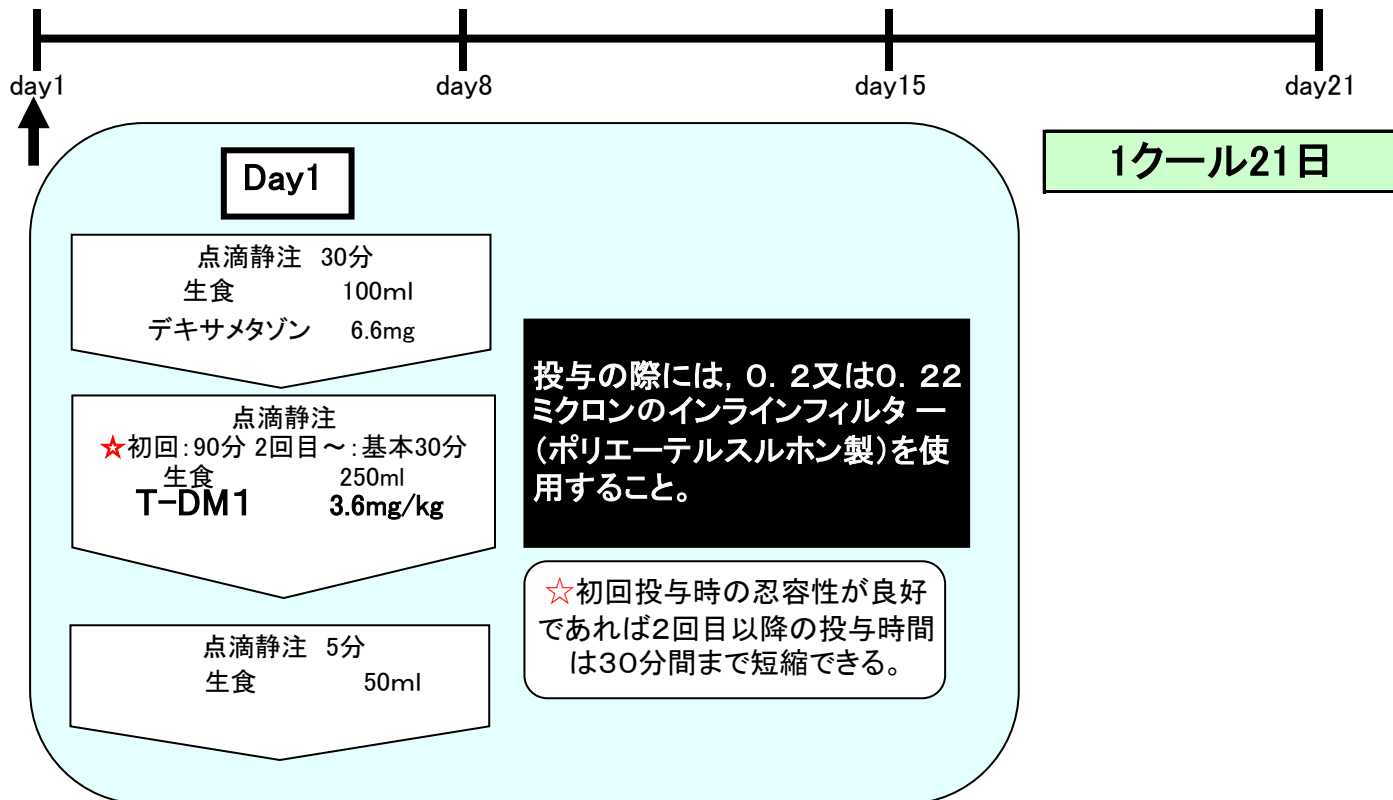 day1 day8 day15 day21
1クール21日
Day1
点滴静注 30分
生食 100ml
デキサメタゾン 6.6mg
点滴静注
☆初回:90分 2回目～:基本30分
生食 250ml
T-DM1 3.6mg/kg
点滴静注 5分
生食 50ml
投与の際には, 0. 2又は0. 22
ミクロンのインラインフィルター
(ポリエーテルスルホン製)を使
用すること。
☆初回投与時の忍容性が良好
であれば2回目以降の投与時間
は30分間まで短縮できる。